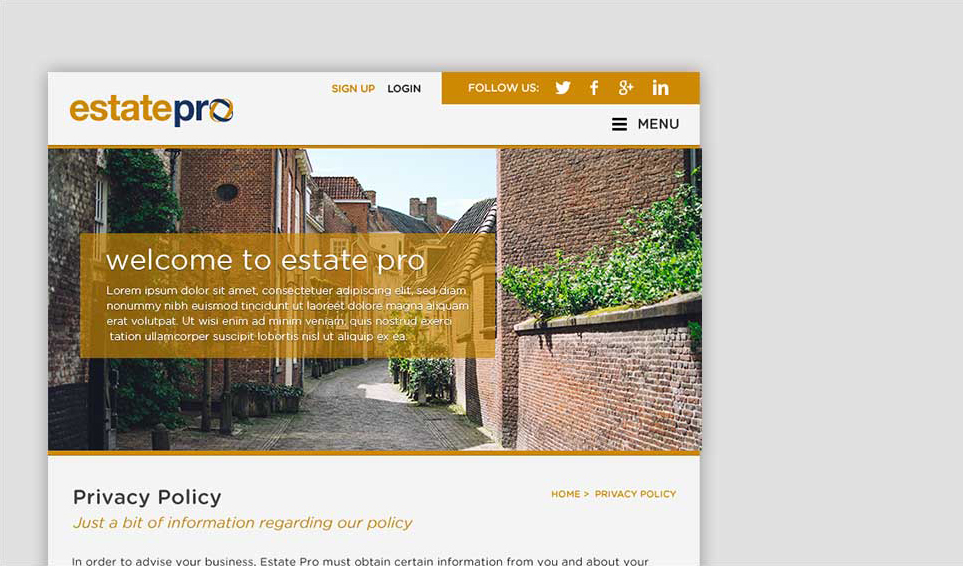 SIGN UP LOGIN FOLLOW US:
estatepro
MENU
welcome to estate pro
Lorem ipsum dolor sit amet, consectetuer adipiscing elit, sed diam
nonummy nibh euismod tincidunt ut laoreet dolore magna aliquam
erat volutpat. Ut wisi enim ad minim veniam, quis nostrud exerci
tation ullamcorper suscipit lobortis nisl ut aliquip ex ea.
Privacy Policy
HOME > PRIVACY POLICY
Just a bit of information regarding our policy
In order to advise your business, Estate Pro must obtain certain information from you and about your